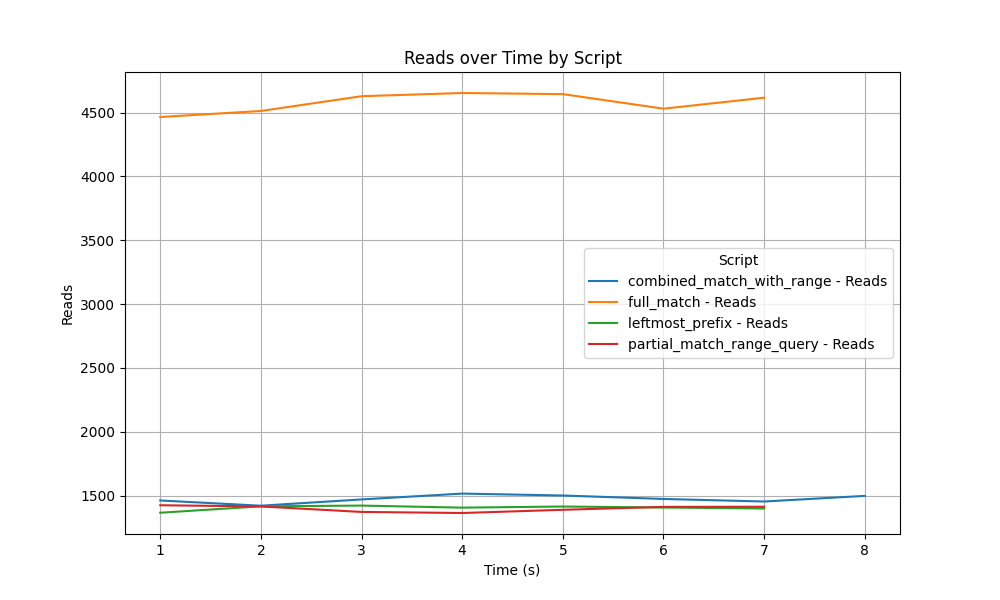 Reads over Time by Script
Reads
4500
4000
3500
3000
2500
2000
1500
Script
combined_match_with_range - Reads
full_match - Reads
leftmost_prefix - Reads
partial_match_range_query - Reads
1 2 3 4 5 6 7 8
Time (s)